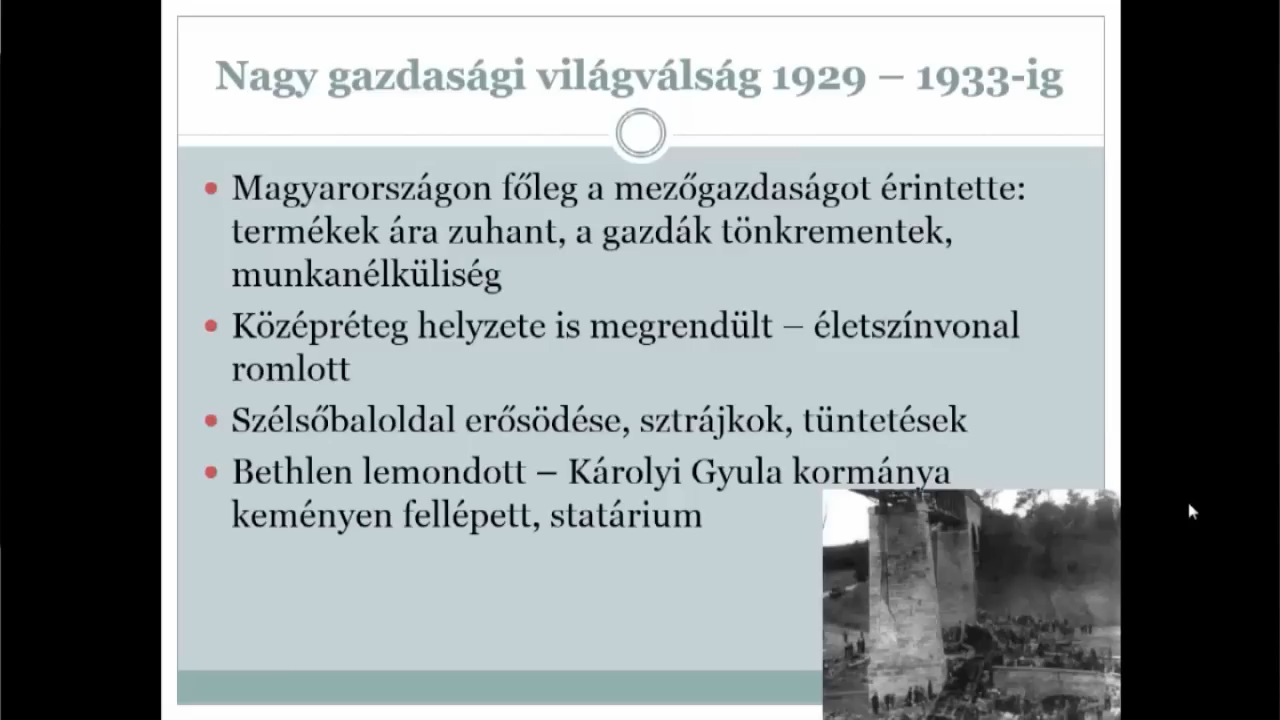 Nagy gazdasági világválság 1929 – 1933-ig
• Magyarországon főleg a mezőgazdaságot érintette:
termékek ára zuhant, a gazdák tönkrementek,
munkanélküliség
• Középréteg helyzete is megrendült – életszínvonal
romlott
• Szélsőbaloldal erősödése, sztrájkok, tüntetések
• Bethlen lemondott – Károlyi Gyula kormánya
keményen fellépett, statárium